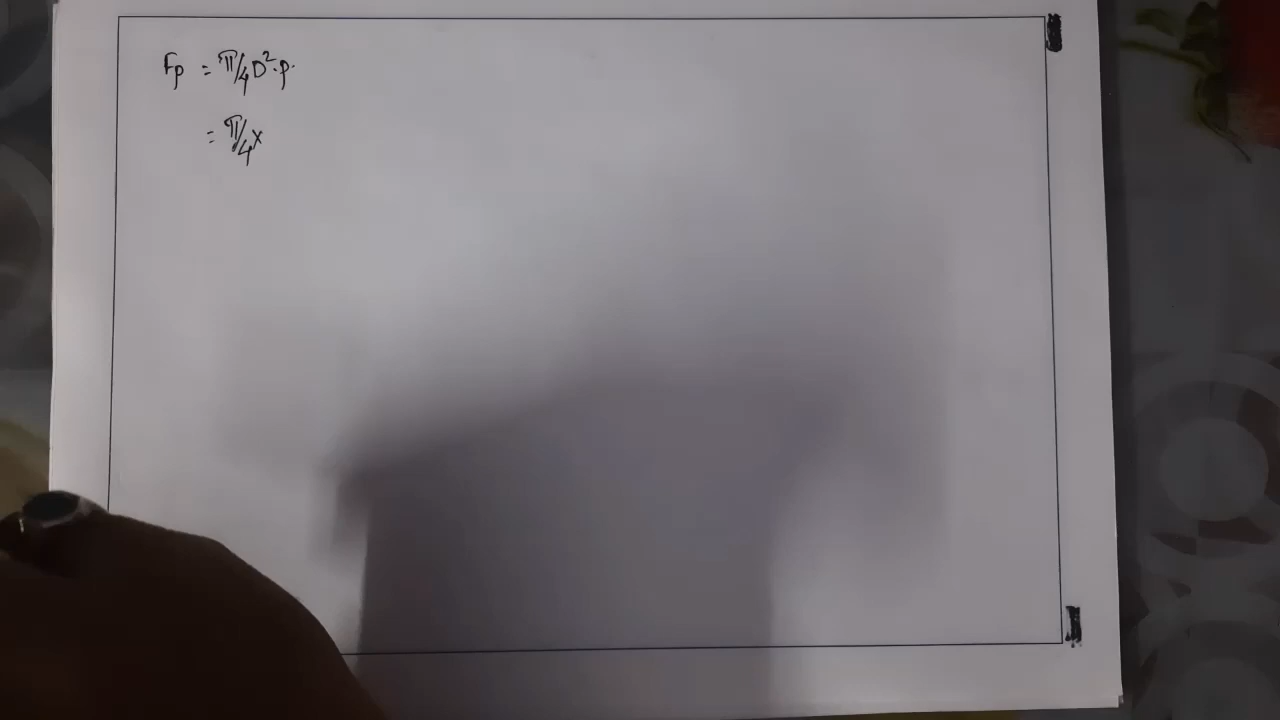 Fp = π/4 D². p.
= π/4 x